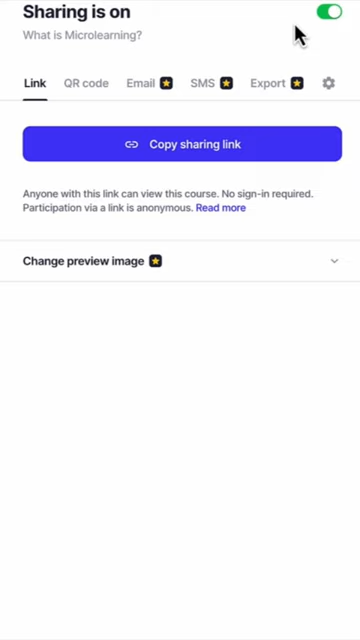 Sharing is on
What is Microlearning?
Link QR code Email SMS Export
Copy sharing link
Anyone with this link can view this course. No sign-in required.
Participation via a link is anonymous. Read more
Change preview image